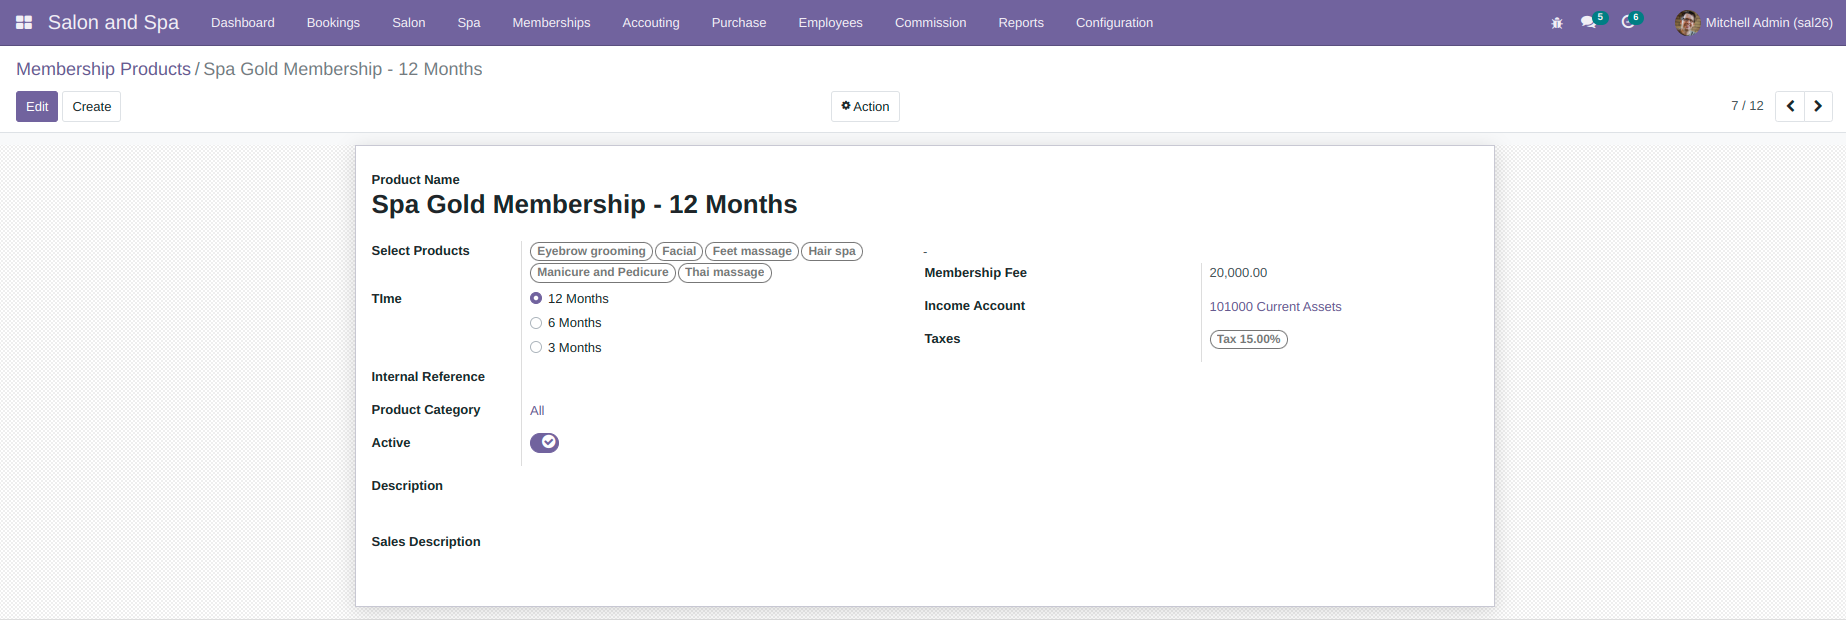 Salon and Spa Dashboard Bookings Salon Spa Memberships Accouting Purchase Employees Commission Reports Configuration 5 6 Mitchell Admin (sal26)
Membership Products / Spa Gold Membership - 12 Months
Edit Create Action 7 / 12
Product Name
Spa Gold Membership - 12 Months
Select Products Eyebrow grooming Facial Feet massage Hair spa
Manicure and Pedicure Thai massage
TIme 12 Months
6 Months
3 Months
Internal Reference
Product Category All
Active
Description
Sales Description
-
Membership Fee 20,000.00
Income Account 101000 Current Assets
Taxes Tax 15.00%